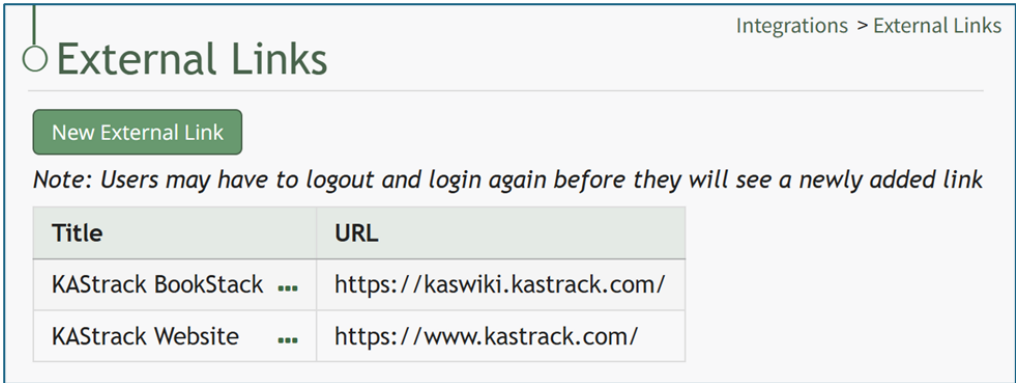 Integrations > External Links
External Links
New External Link
Note: Users may have to logout and login again before they will see a newly added link
Title URL
KAStrack BookStack ... https://kaswiki.kastrack.com/
KAStrack Website ... https://www.kastrack.com/